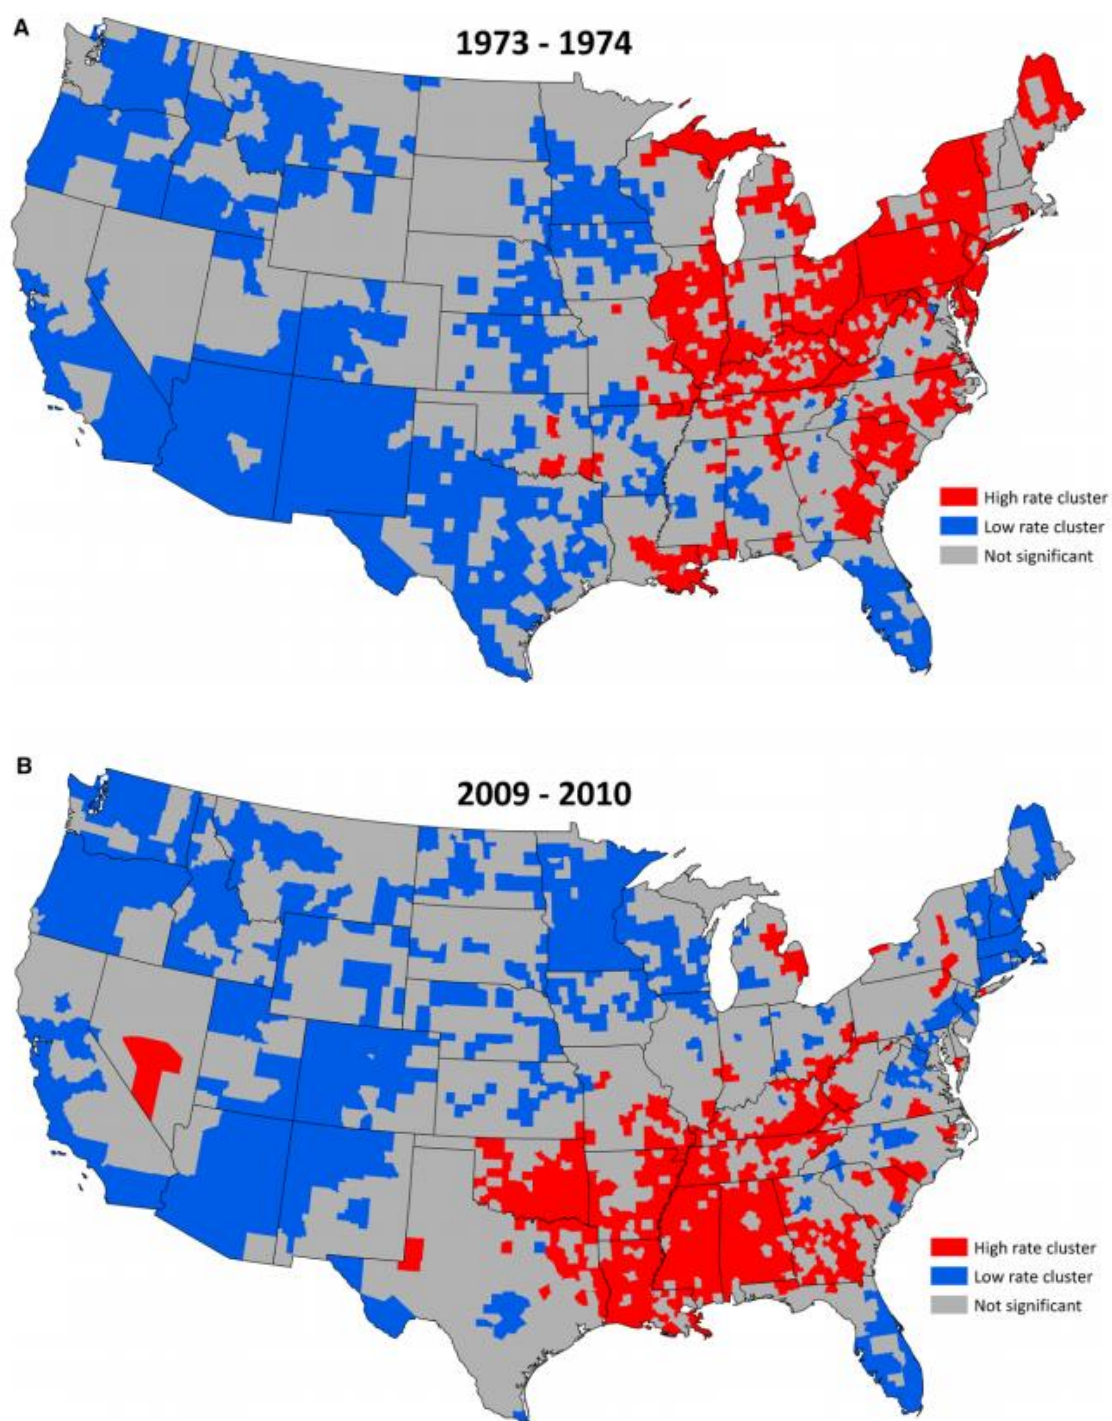 A
1973 - 1974
High rate cluster
Low rate cluster
Not significant
B
2009 - 2010
High rate cluster
Low rate cluster
Not significant